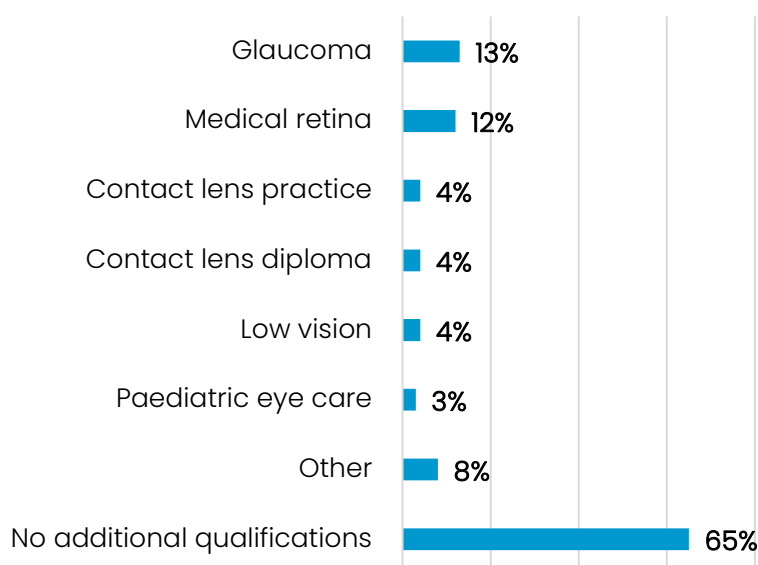 Glaucoma 13%
Medical retina 12%
Contact lens practice 4%
Contact lens diploma 4%
Low vision 4%
Paediatric eye care 3%
Other 8%
No additional qualifications 65%